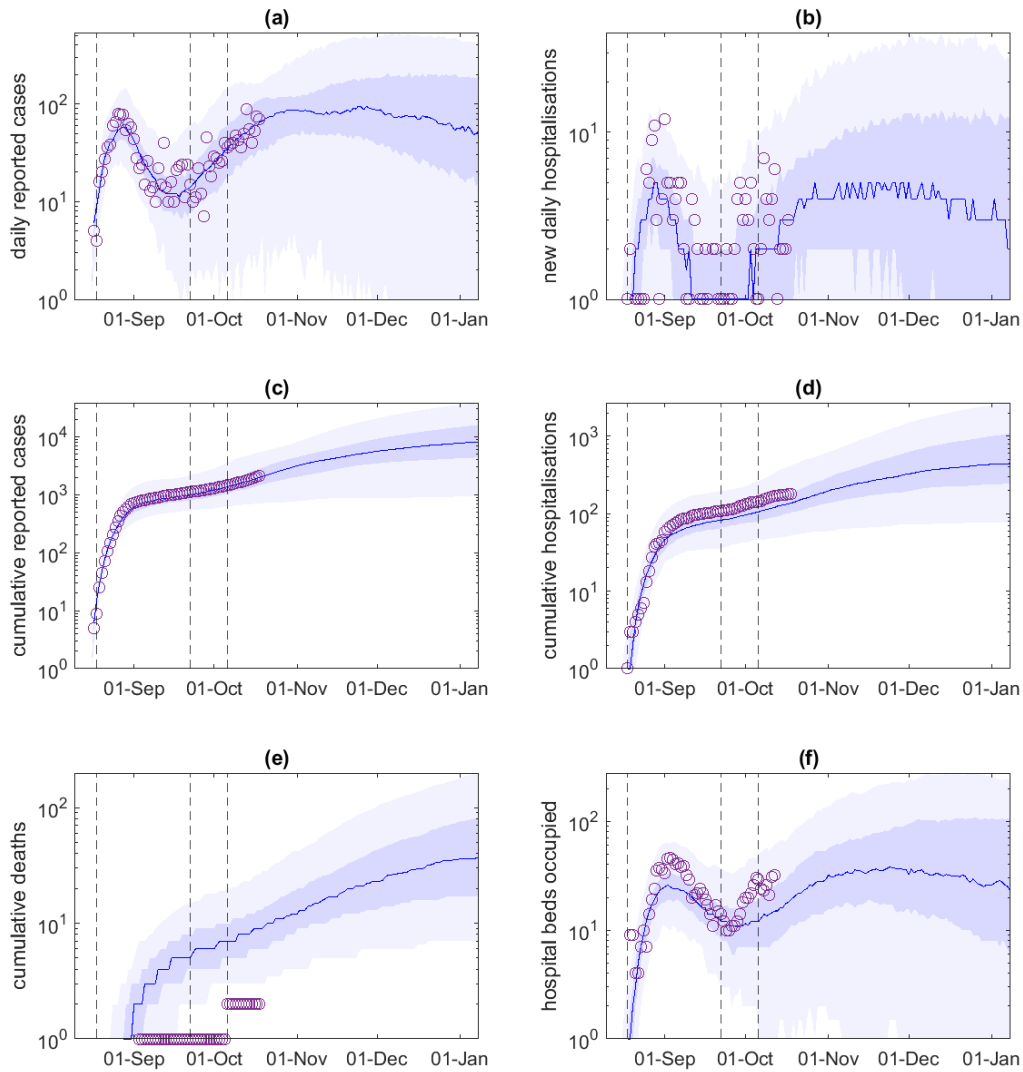 (a)
daily reported cases
10^2
10^1
10^0
01-Sep 01-Oct 01-Nov 01-Dec 01-Jan
(b)
new daily hospitalisations
10^1
10^0
01-Sep 01-Oct 01-Nov 01-Dec 01-Jan
(c)
cumulative reported cases
10^4
10^3
10^2
10^1
10^0
01-Sep 01-Oct 01-Nov 01-Dec 01-Jan
(d)
cumulative hospitalisations
10^3
10^2
10^1
10^0
01-Sep 01-Oct 01-Nov 01-Dec 01-Jan
(e)
cumulative deaths
10^2
10^1
10^0
01-Sep 01-Oct 01-Nov 01-Dec 01-Jan
(f)
hospital beds occupied
10^2
10^1
10^0
01-Sep 01-Oct 01-Nov 01-Dec 01-Jan